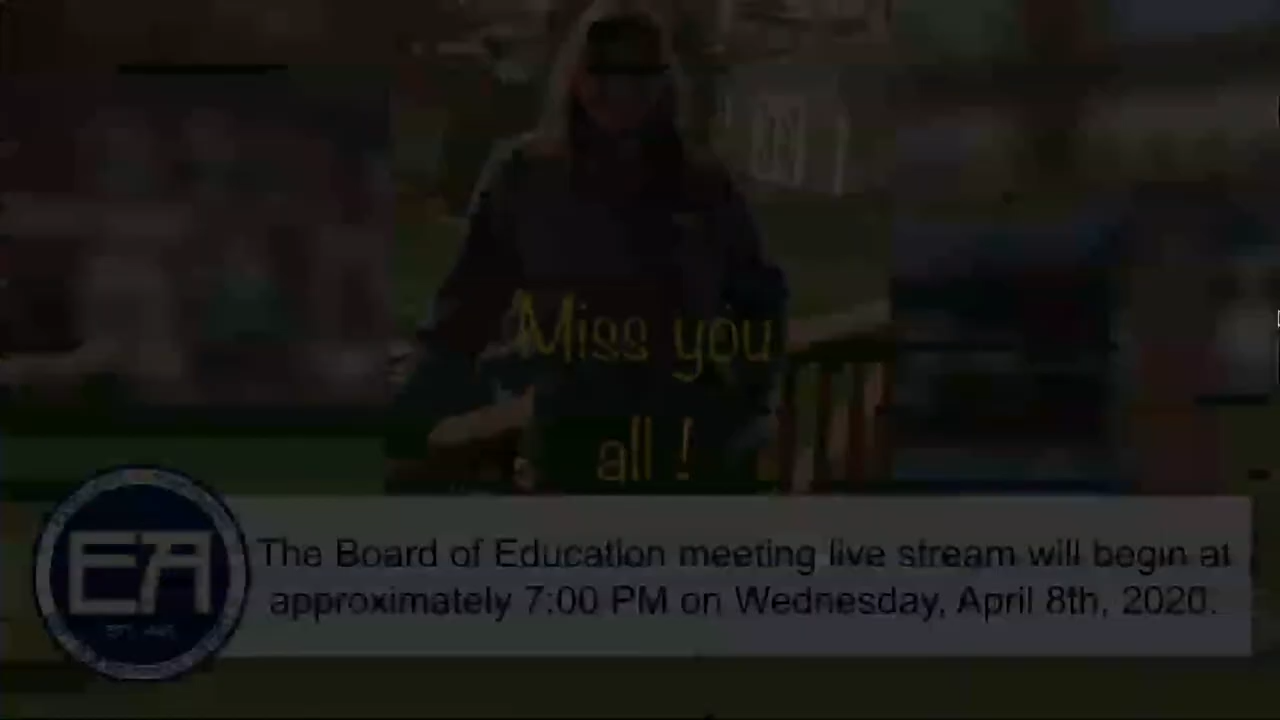 Miss you
all !
EA
The Board of Education meeting live stream will begin at
approximately 7:00 PM on Wednesday, April 8th, 2020.